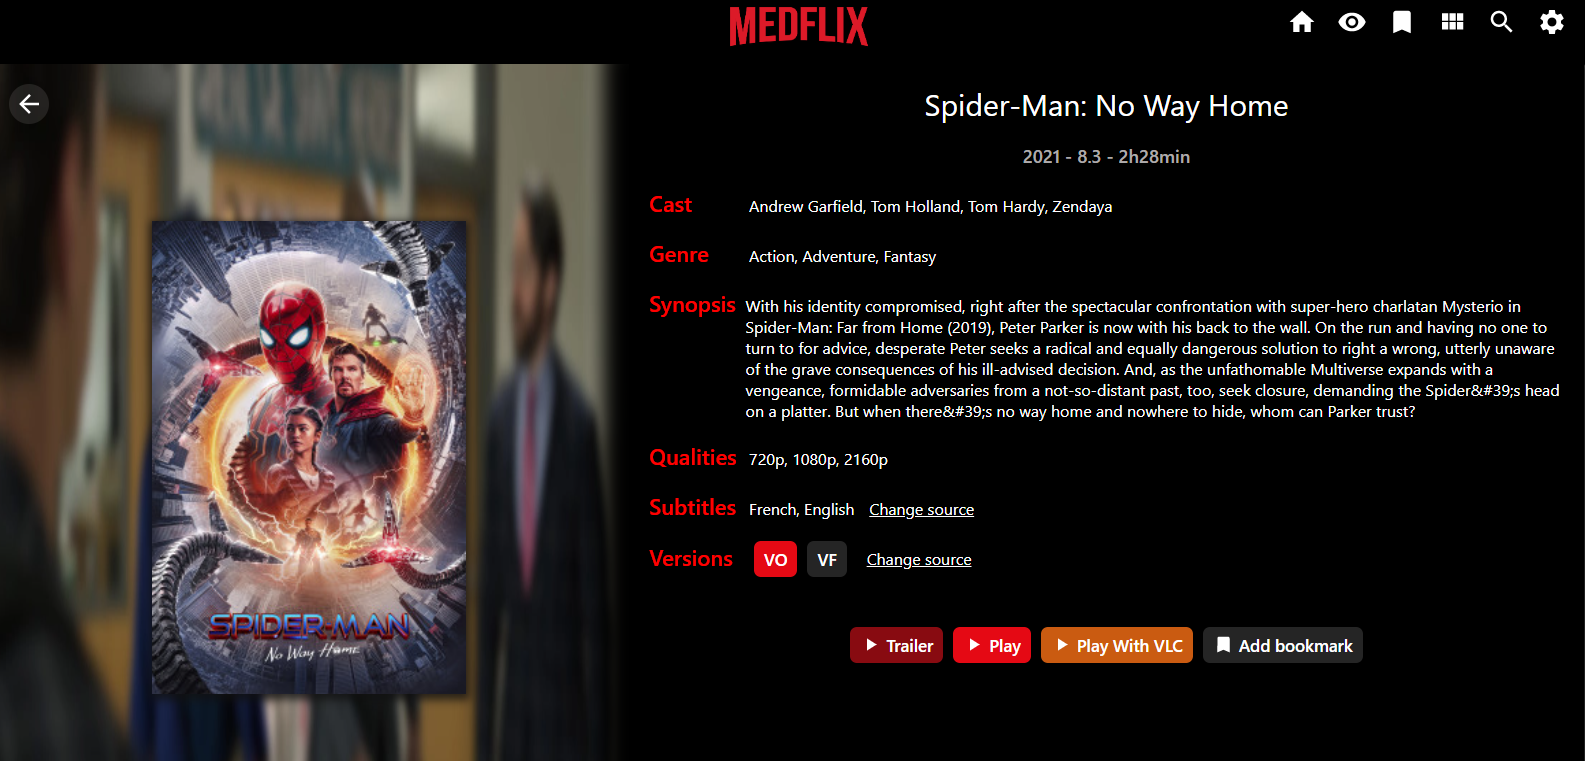 MEDFLIX
Spider-Man: No Way Home
2021 - 8.3 - 2h28min
Cast Andrew Garfield, Tom Holland, Tom Hardy, Zendaya
Genre Action, Adventure, Fantasy
Synopsis With his identity compromised, right after the spectacular confrontation with super-hero charlatan Mysterio in
Spider-Man: Far from Home (2019), Peter Parker is now with his back to the wall. On the run and having no one to
turn to for advice, desperate Peter seeks a radical and equally dangerous solution to right a wrong, utterly unaware
of the grave consequences of his ill-advised decision. And, as the unfathomable Multiverse expands with a
vengeance, formidable adversaries from a not-so-distant past, too, seek closure, demanding the Spider&#39;s head
on a platter. But when there&#39;s no way home and nowhere to hide, whom can Parker trust?
Qualities 720p, 1080p, 2160p
Subtitles French, English Change source
Versions VO VF Change source
Trailer Play Play With VLC Add bookmark
SPIDER-MAN
No Way Home